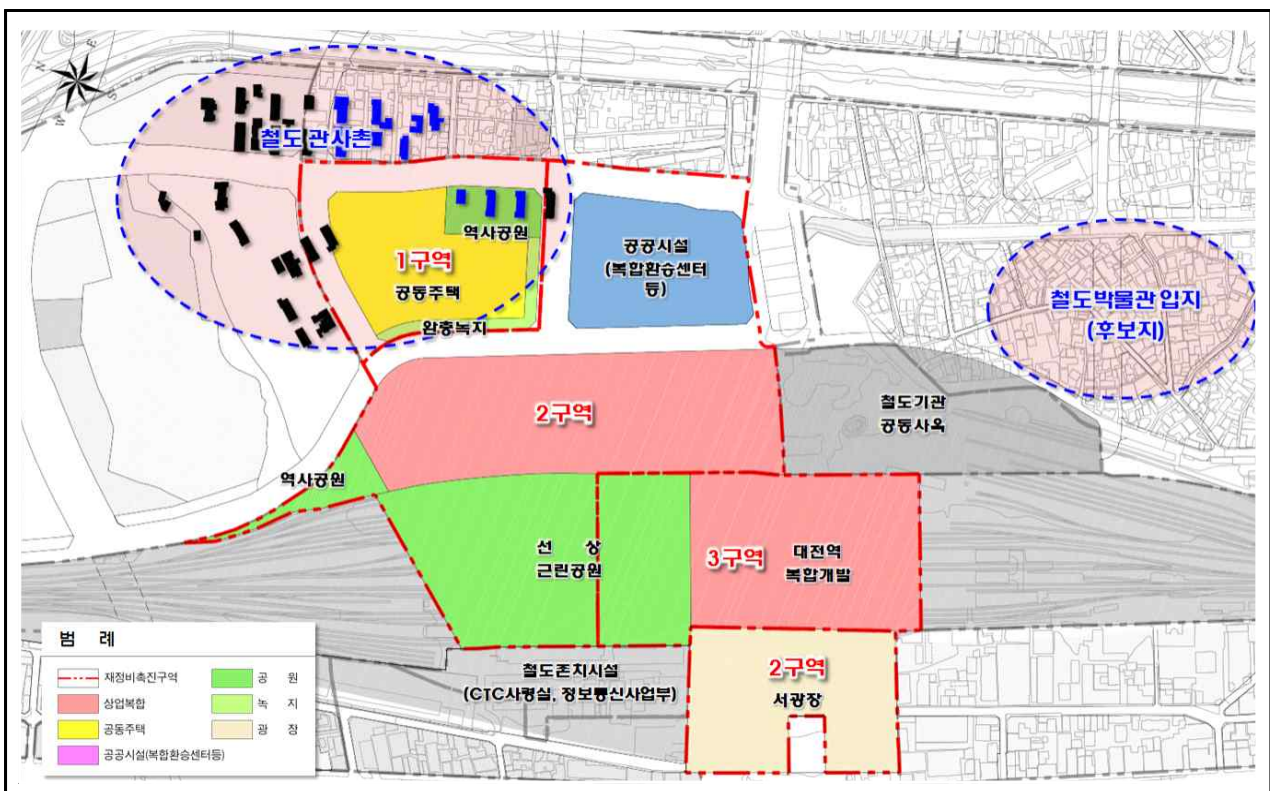 N
E
S
철도 관사촌
역사공원
1구역
공동주택
완충녹지
공공시설
(복합환승센터
등)
철도박물관 입지
(후보지)
2구역
철도기관
공동사옥
역사공원
선 상
근린공원
3구역
대전역
복합개발
철도존치시설
(CTC사령실, 정보통신사업부)
2구역
서광장
범 례
재정비촉진구역
공 원
상업복합
녹 지
공동주택
광 장
공공시설(복합환승센터등)